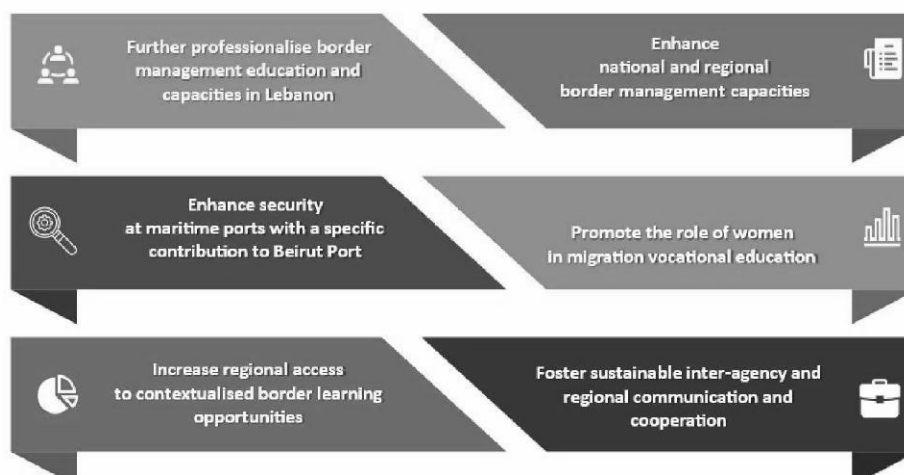 Further professionalise border
management education and
capacities in Lebanon
Enhance
national and regional
border management capacities
Enhance security
at maritime ports with a specific
contribution to Beirut Port
Promote the role of women
in migration vocational education
Increase regional access
to contextualised border learning
opportunities
Foster sustainable inter-agency and
regional communication and
cooperation